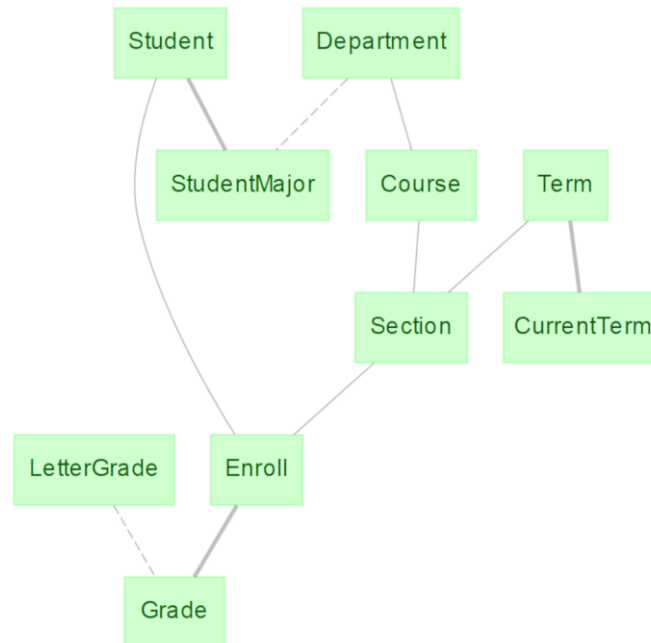 Student
Department
StudentMajor
Course
Term
Section
CurrentTerm
LetterGrade
Enroll
Grade